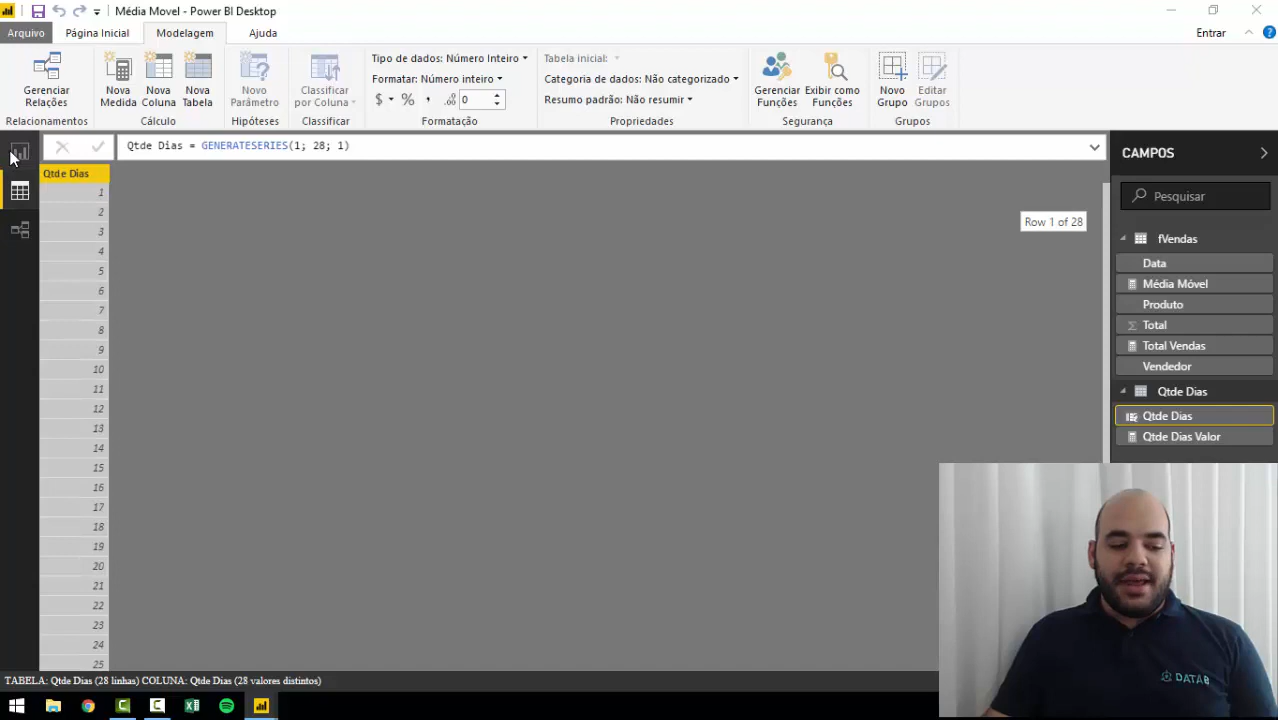 Média Movel - Power BI Desktop
Arquivo
Página Inicial
Modelagem
Ajuda
Entrar
Gerenciar Relações
Relacionamentos
Nova Medida
Nova Coluna
Nova Tabela
Cálculo
Novo Parâmetro
Hipóteses
Classificar por Coluna
Classificar
Tipo de dados: Número Inteiro
Formatar: Número inteiro
$ % , 0
Formatação
Tabela inicial:
Categoria de dados: Não categorizado
Resumo padrão: Não resumir
Propriedades
Gerenciar Funções
Exibir como Funções
Segurança
Novo Grupo
Editar Grupos
Grupos
Qtde Dias = GENERATESERIES(1; 28; 1)
Qtde Dias
1
2
3
4
5
6
7
8
9
10
11
12
13
14
15
16
17
18
19
20
21
22
23
24
25
Row 1 of 28
CAMPOS
Pesquisar
fVendas
Data
Média Móvel
Produto
Total
Total Vendas
Vendedor
Qtde Dias
Qtde Dias
Qtde Dias Valor
DATAB
TABELA: Qtde Dias (28 linhas) COLUNA: Qtde Dias (28 valores distintos)